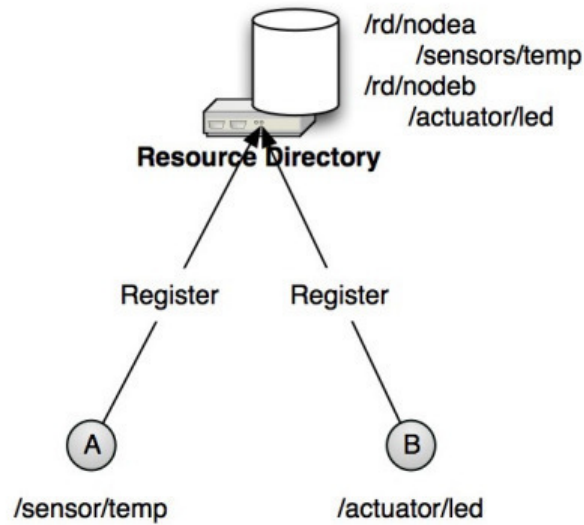 /rd/nodea
/sensors/temp
/rd/nodeb
/actuator/led
Resource Directory
Register
Register
A
B
/sensor/temp
/actuator/led